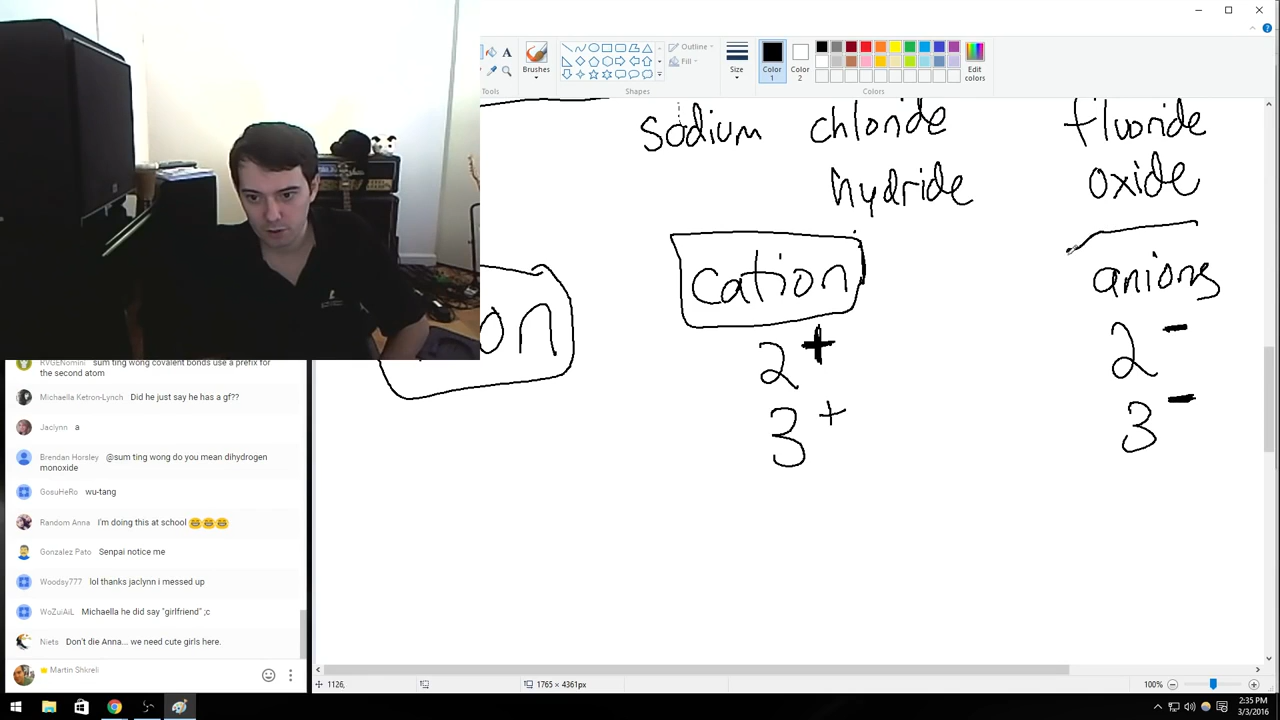 Tools
Brushes
Shapes
Outline
Fill
Size
Color 1
Color 2
Edit colors
Colors
sodium chloride fluoride
hydride oxide
cation anions
on
2+ 2-
3+ 3-
RVGENomini sum ting wong covalent bonds use a prefix for
the second atom
Michaella Ketron-Lynch Did he just say he has a gf??
Jaclynn a
Brendan Horsley @sum ting wong do you mean dihydrogen
monoxide
GosuHeRo wu-tang
Random Anna I'm doing this at school 😂😂😂
Gonzalez Pato Senpai notice me
Woodsy777 lol thanks jaclynn i messed up
WoZuiAiL Michaella he did say "girlfriend" ;c
Niets Don't die Anna... we need cute girls here.
Martin Shkreli
1126,
1765 × 4361px
100%
2:35 PM
3/3/2016